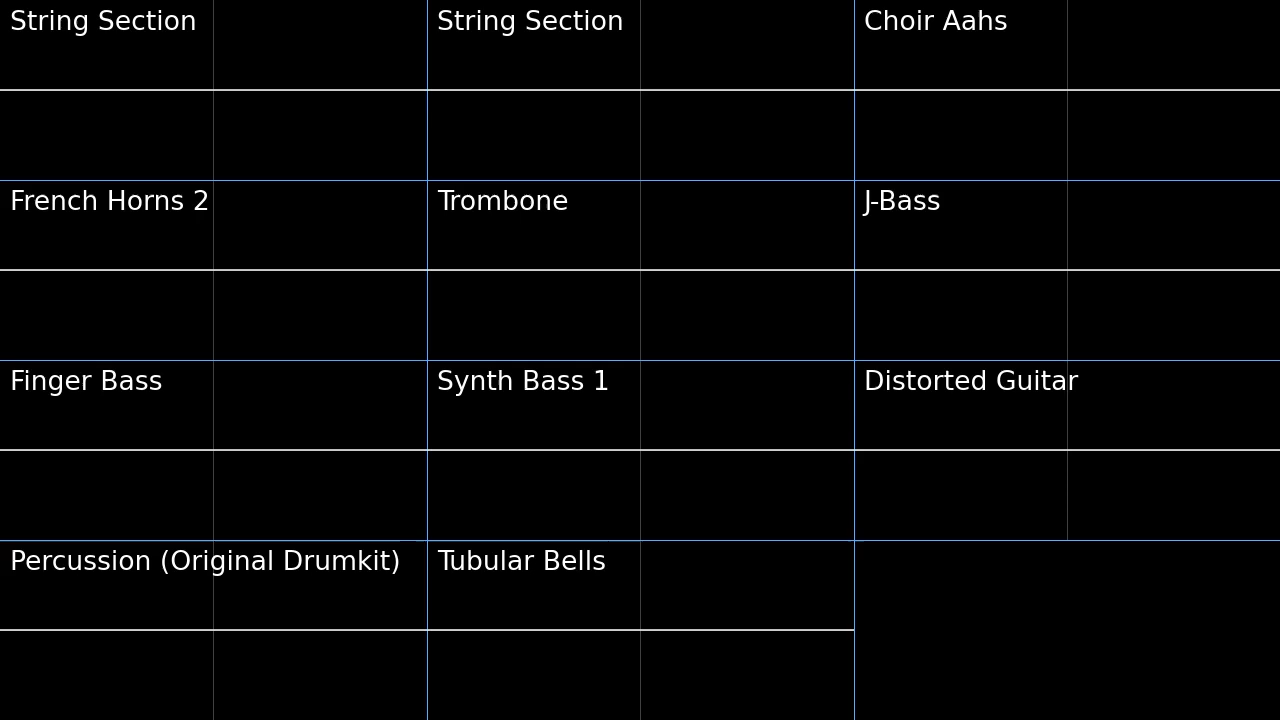 String Section
String Section
Choir Aahs
French Horns 2
Trombone
J-Bass
Finger Bass
Synth Bass 1
Distorted Guitar
Percussion (Original Drumkit)
Tubular Bells